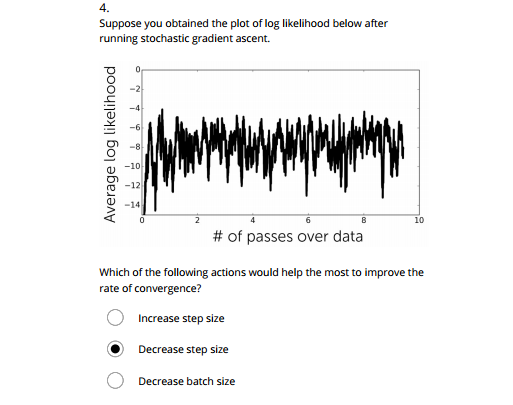 4.
Suppose you obtained the plot of log likelihood below after
running stochastic gradient ascent.
Average log likelihood
0
−2
−4
−6
−8
−10
−12
−14
0 2 4 6 8 10
# of passes over data
Which of the following actions would help the most to improve the
rate of convergence?
Increase step size
Decrease step size
Decrease batch size